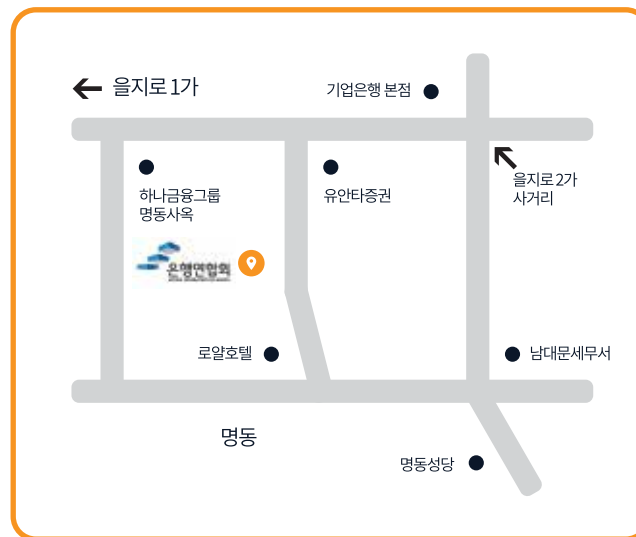 을지로 1가
기업은행 본점
하나금융그룹
명동사옥
유안타증권
을지로 2가
사거리
은행연합회
로얄호텔
남대문세무서
명동
명동성당